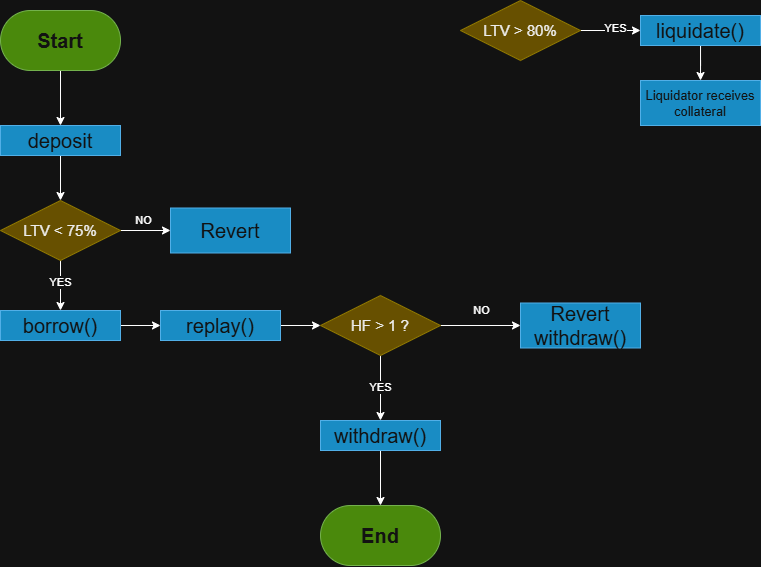 Start
LTV > 80%
YES
liquidate()
Liquidator receives
collateral
deposit
LTV < 75%
NO
Revert
YES
borrow()
replay()
HF > 1 ?
NO
Revert
withdraw()
YES
withdraw()
End